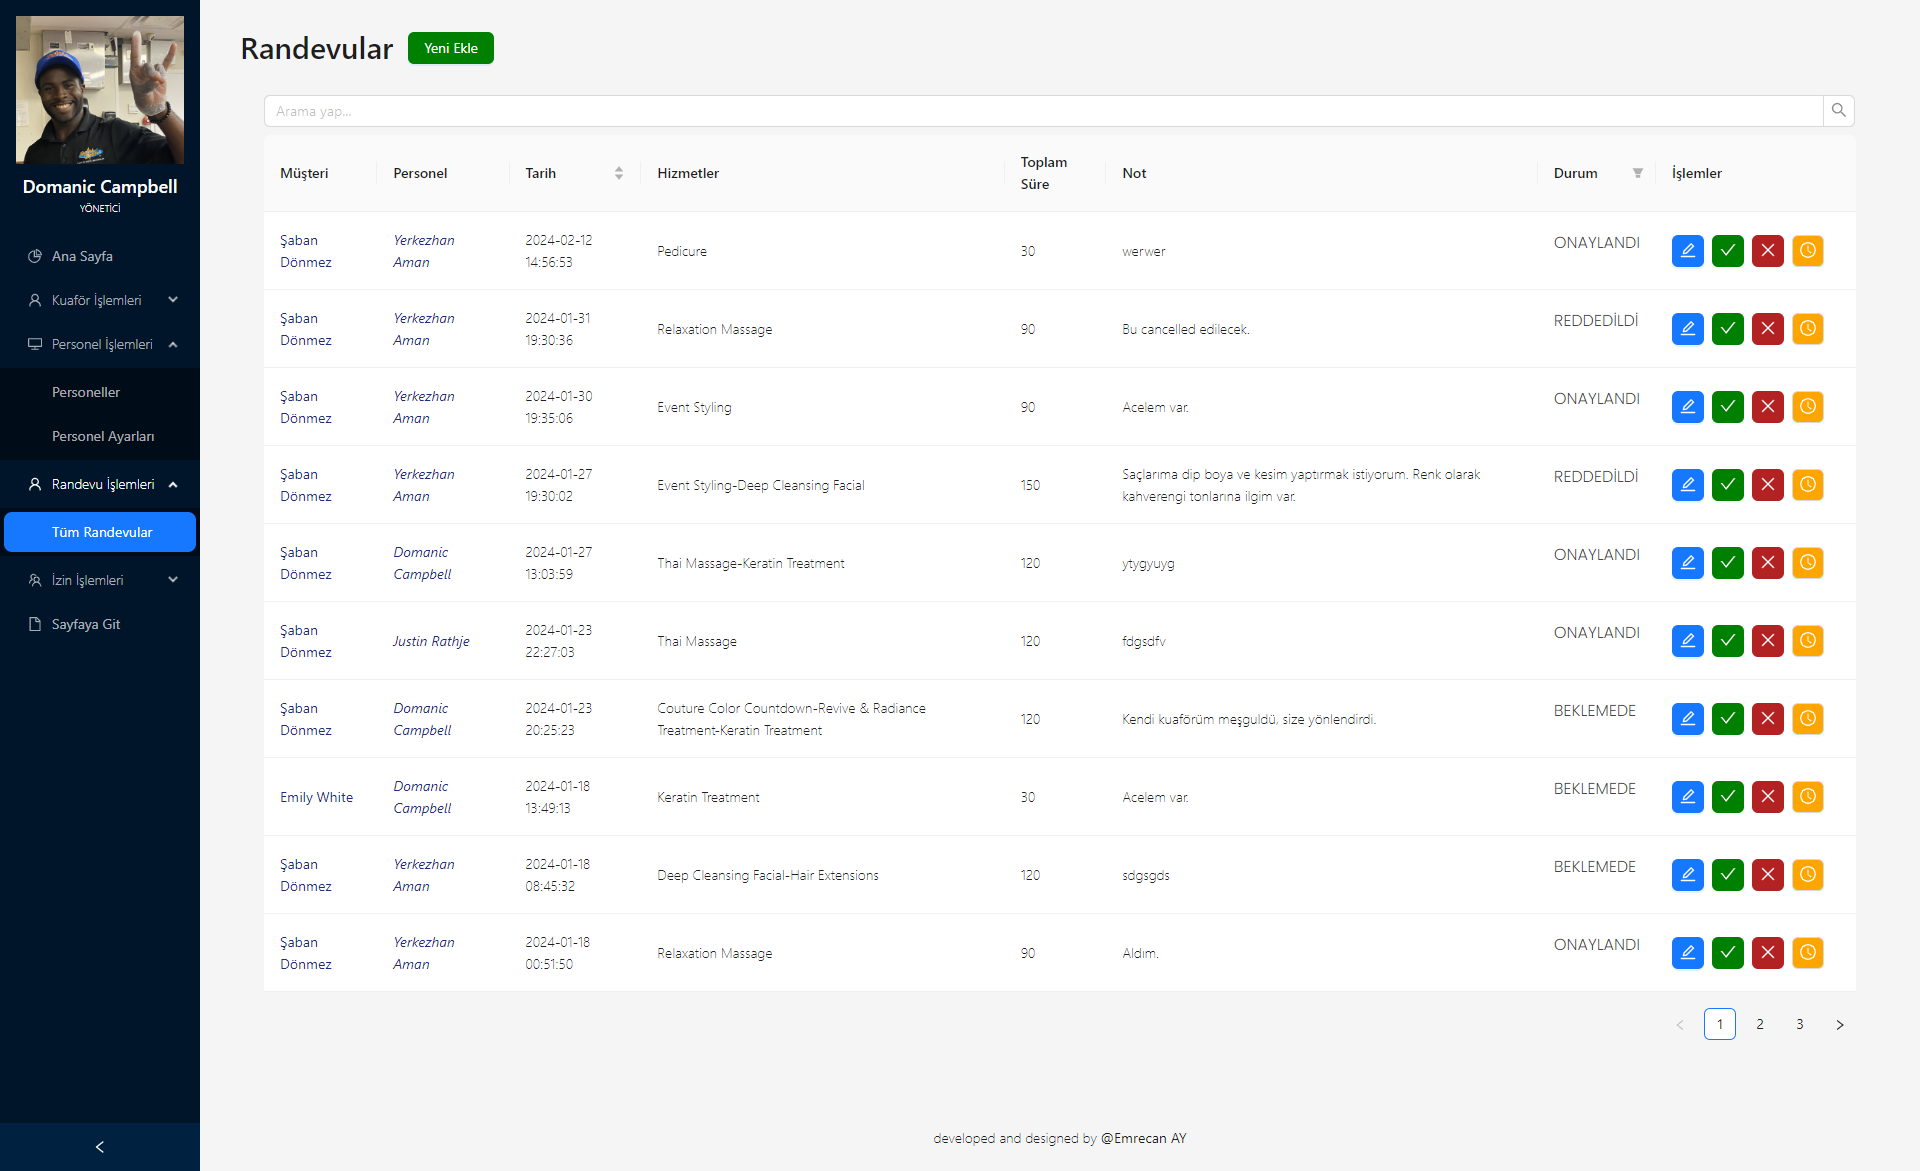 Domanic Campbell
YÖNETİCİ
Ana Sayfa
Kuaför İşlemleri
Personel İşlemleri
Personeller
Personel Ayarları
Randevu İşlemleri
Tüm Randevular
İzin İşlemleri
Sayfaya Git
Randevular
Yeni Ekle
Arama yap...
Müşteri
Personel
Tarih
Hizmetler
Toplam
Süre
Not
Durum
İşlemler
Şaban
Dönmez
Yerkezhan
Aman
2024-02-12
14:56:53
Pedicure
30
werwer
ONAYLANDI
Şaban
Dönmez
Yerkezhan
Aman
2024-01-31
19:30:36
Relaxation Massage
90
Bu cancelled edilecek.
REDDEDİLDİ
Şaban
Dönmez
Yerkezhan
Aman
2024-01-30
19:35:06
Event Styling
90
Acelem var.
ONAYLANDI
Şaban
Dönmez
Yerkezhan
Aman
2024-01-27
19:30:02
Event Styling-Deep Cleansing Facial
150
Saçlarıma dip boya ve kesim yaptırmak istiyorum. Renk olarak
kahverengi tonlarına ilgim var.
REDDEDİLDİ
Şaban
Dönmez
Domanic
Campbell
2024-01-27
13:03:59
Thai Massage-Keratin Treatment
120
ytygyuyg
ONAYLANDI
Şaban
Dönmez
Justin Rathje
2024-01-23
22:27:03
Thai Massage
120
fdgsdfv
ONAYLANDI
Şaban
Dönmez
Domanic
Campbell
2024-01-23
20:25:23
Couture Color Countdown-Revive & Radiance
Treatment-Keratin Treatment
120
Kendi kuaförüm meşguldü, size yönlendirdi.
BEKLEMEDE
Emily White
Domanic
Campbell
2024-01-18
13:49:13
Keratin Treatment
30
Acelem var.
BEKLEMEDE
Şaban
Dönmez
Yerkezhan
Aman
2024-01-18
08:45:32
Deep Cleansing Facial-Hair Extensions
120
sdgsgds
BEKLEMEDE
Şaban
Dönmez
Yerkezhan
Aman
2024-01-18
00:51:50
Relaxation Massage
90
Aldım.
ONAYLANDI
1
2
3
developed and designed by @Emrecan AY